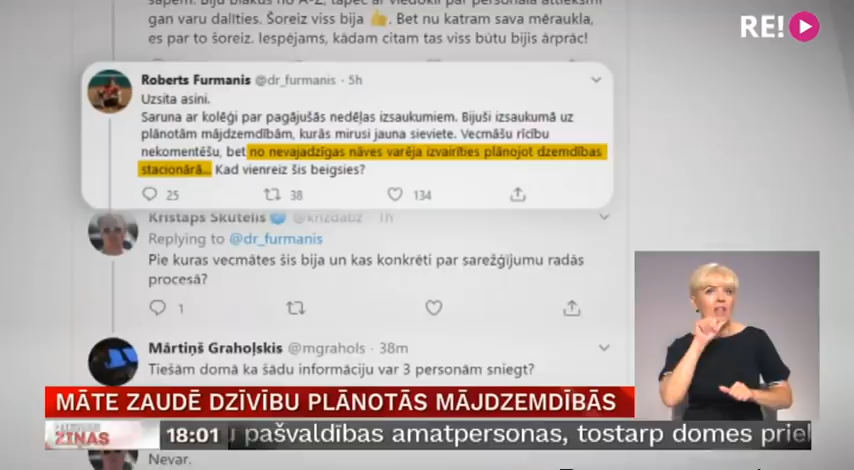 sāpēm. Biju blakus no A-Z, tāpēc arī viedokli par personāla attieksmi
gan varu dalīties. Šoreiz viss bija 👍. Bet nu katram sava mēraukla,
es par to šoreiz. Iespējams, kādam citam tas viss būtu bijis ārprāc!
RE!
Roberts Furmanis @dr_furmanis · 5h
Uzsita asini.
Saruna ar kolēģi par pagājušās nedēļas izsaukumiem. Bijuši izsaukumā uz
plānotām mājdzemdībām, kurās mirusi jauna sieviete. Vecmāšu rīcību
nekomentēšu, bet no nevajadzīgas nāves varēja izvairīties plānojot dzemdības
stacionārā... Kad vienreiz šis beigsies?
25 38 134
Kristaps Skutelis @krizdabz · 1h
Replying to @dr_furmanis
Pie kuras vecmātes šis bija un kas konkrēti par sarežģījumu radās
procesā?
1
Mārtiņš Grahoļskis @mgrahols · 38m
Tiešām domā ka šādu informāciju var 3 personām sniegt?
MĀTE ZAUDĒ DZĪVĪBU PLĀNOTĀS MĀJDZEMDĪBĀS
ZIŅAS
18:01 u pašvaldības amatpersonas, tostarp domes priel
Nevar.